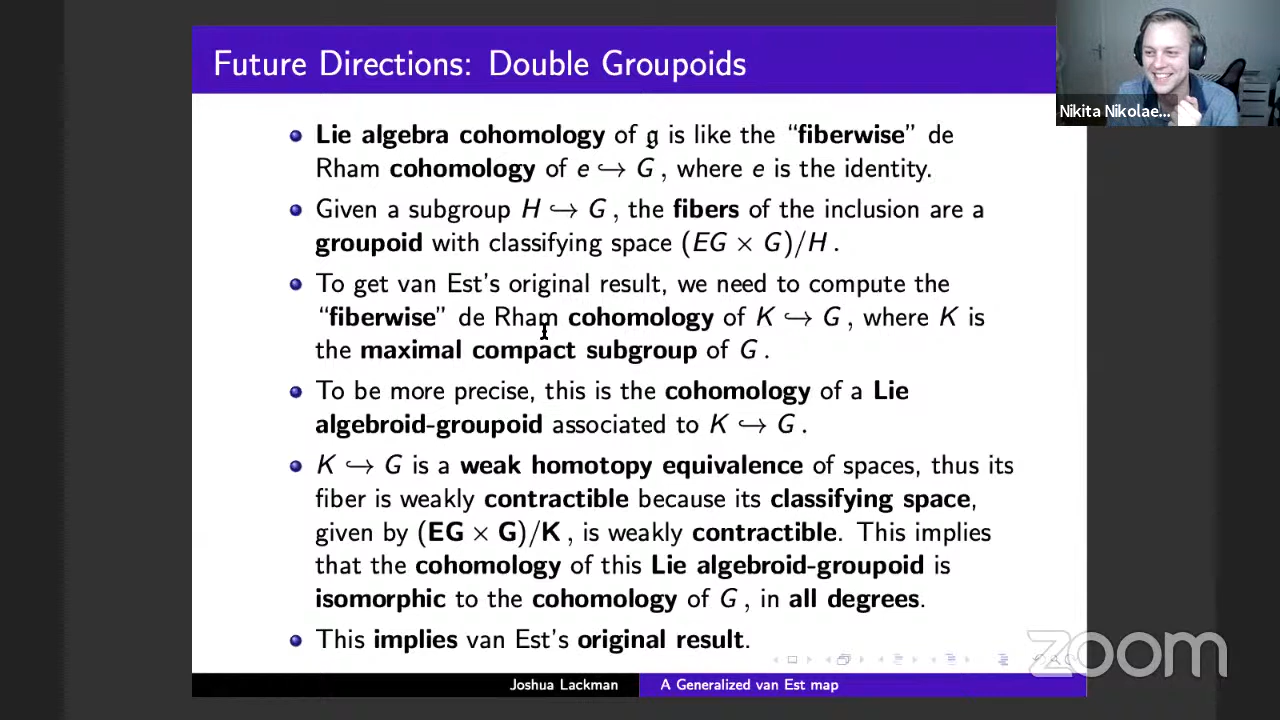 Future Directions: Double Groupoids
Nikita Nikolae...
Lie algebra cohomology of 𝔤 is like the “fiberwise” de
Rham cohomology of e ↪ G , where e is the identity.
Given a subgroup H ↪ G , the fibers of the inclusion are a
groupoid with classifying space (EG × G)/H .
To get van Est’s original result, we need to compute the
“fiberwise” de Rham cohomology of K ↪ G , where K is
the maximal compact subgroup of G .
To be more precise, this is the cohomology of a Lie
algebroid-groupoid associated to K ↪ G .
K ↪ G is a weak homotopy equivalence of spaces, thus its
fiber is weakly contractible because its classifying space,
given by (EG × G)/K , is weakly contractible. This implies
that the cohomology of this Lie algebroid-groupoid is
isomorphic to the cohomology of G , in all degrees.
This implies van Est’s original result.
zoom
Joshua Lackman A Generalized van Est map